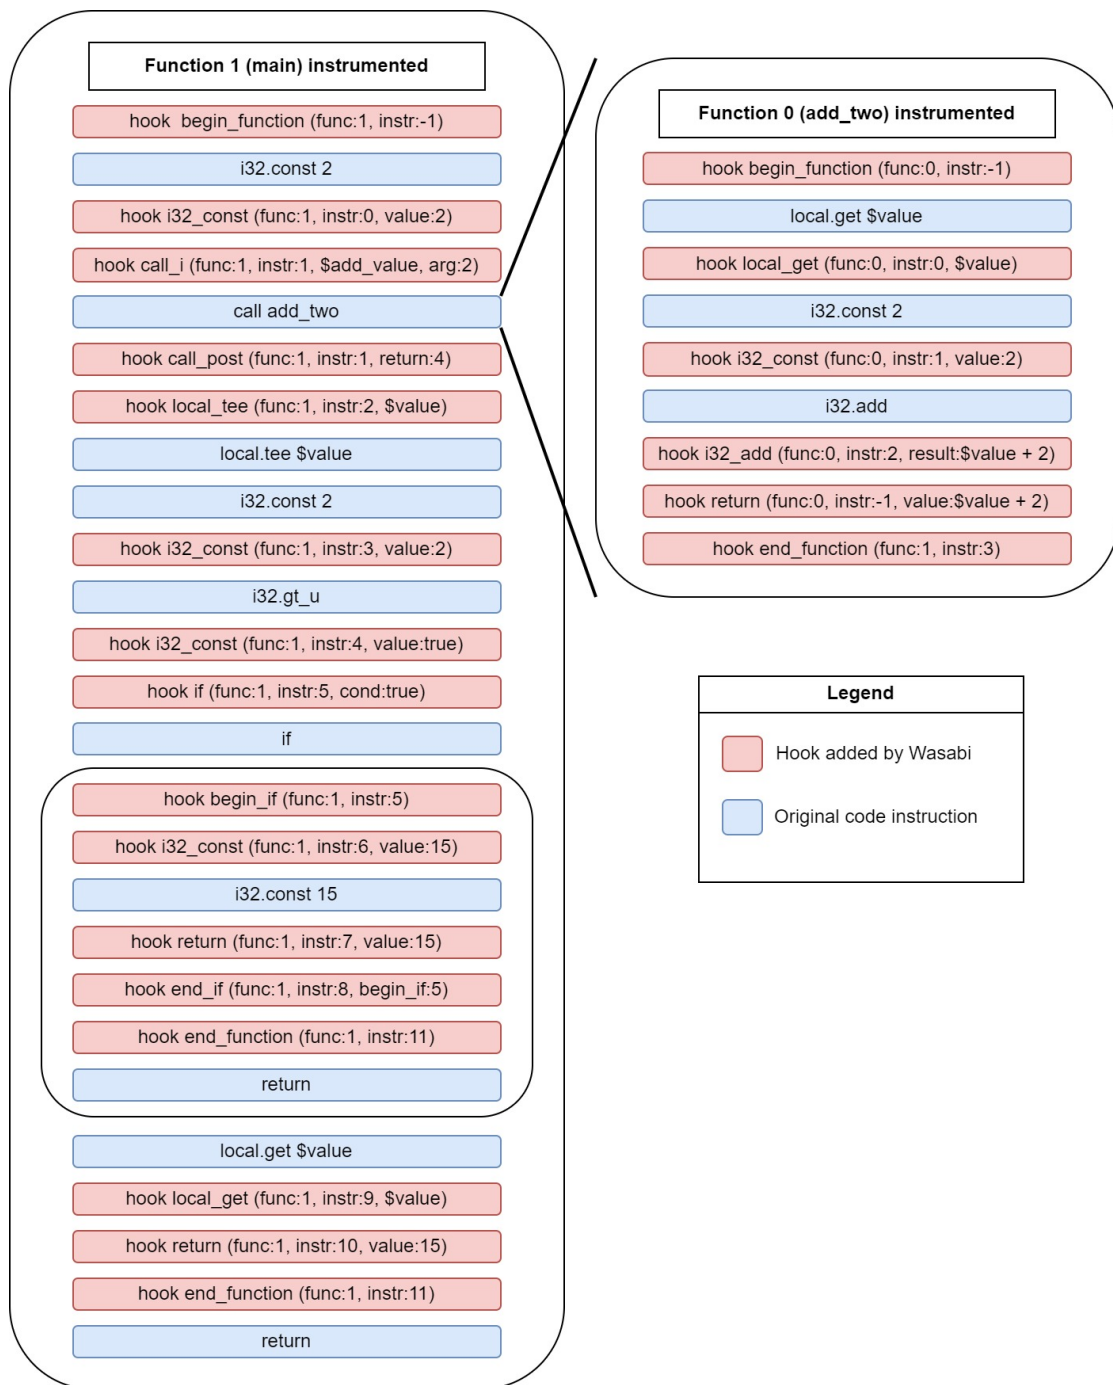 Function 1 (main) instrumented
hook begin_function (func:1, instr:-1)
i32.const 2
hook i32_const (func:1, instr:0, value:2)
hook call_i (func:1, instr:1, $add_value, arg:2)
call add_two
hook call_post (func:1, instr:1, return:4)
hook local_tee (func:1, instr:2, $value)
local.tee $value
i32.const 2
hook i32_const (func:1, instr:3, value:2)
i32.gt_u
hook i32_const (func:1, instr:4, value:true)
hook if (func:1, instr:5, cond:true)
if
hook begin_if (func:1, instr:5)
hook i32_const (func:1, instr:6, value:15)
i32.const 15
hook return (func:1, instr:7, value:15)
hook end_if (func:1, instr:8, begin_if:5)
hook end_function (func:1, instr:11)
return
local.get $value
hook local_get (func:1, instr:9, $value)
hook return (func:1, instr:10, value:15)
hook end_function (func:1, instr:11)
return
Function 0 (add_two) instrumented
hook begin_function (func:0, instr:-1)
local.get $value
hook local_get (func:0, instr:0, $value)
i32.const 2
hook i32_const (func:0, instr:1, value:2)
i32.add
hook i32_add (func:0, instr:2, result:$value + 2)
hook return (func:0, instr:-1, value:$value + 2)
hook end_function (func:1, instr:3)
Legend
Hook added by Wasabi
Original code instruction